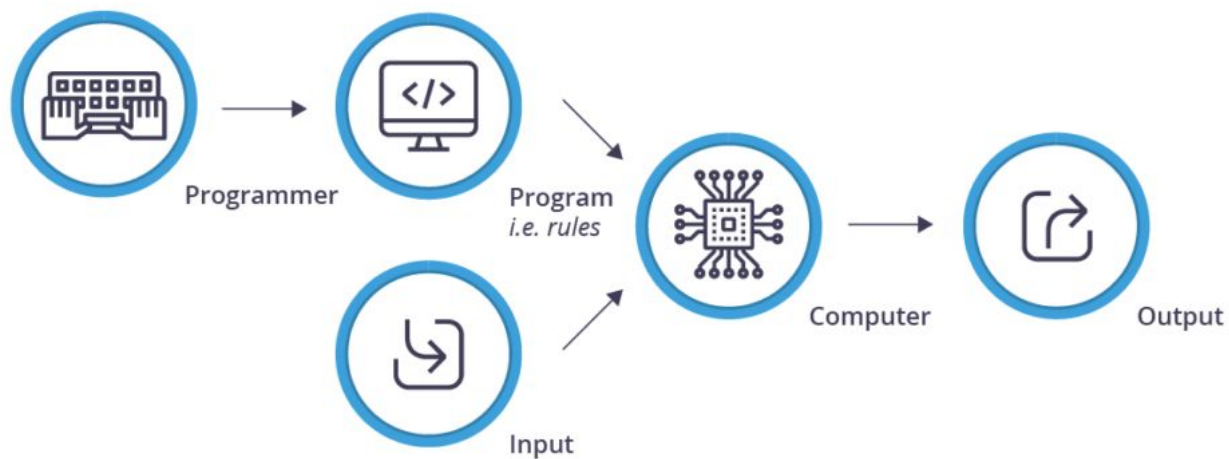 </>
Programmer
Program
i.e. rules
Computer
Output
Input